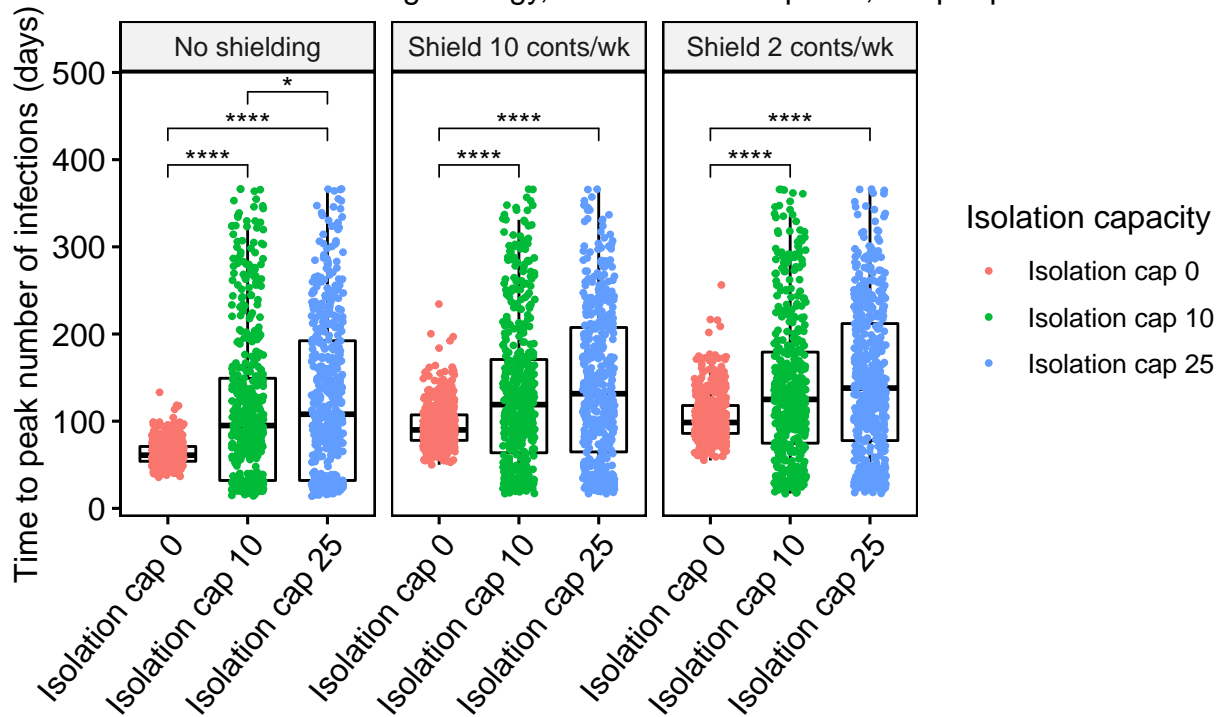 No shielding
Shield 10 conts/wk
Shield 2 conts/wk
Time to peak number of infections (days)
500
400
300
200
100
0
*
****
****
****
****
****
****
Isolation cap 0
Isolation cap 10
Isolation cap 25
Isolation cap 0
Isolation cap 10
Isolation cap 25
Isolation cap 0
Isolation cap 10
Isolation cap 25
Isolation capacity
Isolation cap 0
Isolation cap 10
Isolation cap 25